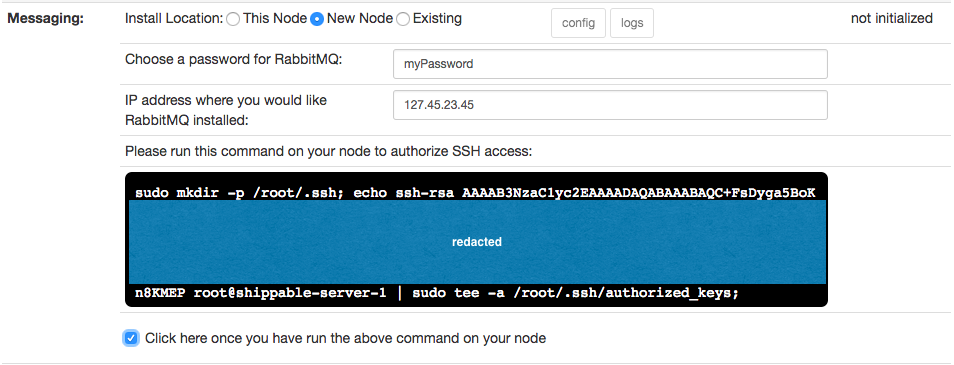 Messaging: Install Location: This Node New Node Existing config logs not initialized
Choose a password for RabbitMQ: myPassword
IP address where you would like 127.45.23.45
RabbitMQ installed:
Please run this command on your node to authorize SSH access:
sudo mkdir -p /root/.ssh; echo ssh-rsa AAAAB3NzaC1yc2EAAAADAQABAAABAQC+FsDyga5BoK
redacted
n8KMEP root@shippable-server-1 | sudo tee -a /root/.ssh/authorized_keys;
Click here once you have run the above command on your node